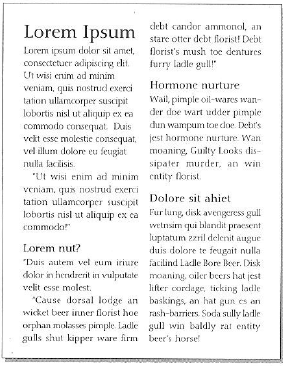 Lorem Ipsum
Lorem ipsum dolor sit amet,
consectetuer adipiscing elit.
Ut wisi enim ad minim
veniam, quis nostrud exerci
tation ullamcorper suscipit
lobortis nisl ut aliquip ex ea
commodo consequat. Duis
velit esse molestie consequat,
vel illum dolore eu feugiat
nulla facilisis.
"Ut wisi enim ad minim
veniam, quis nostrud exerci
tation ullamcorper suscipit
lobortis nisl ut aliquip ex ea
commodo!"
Lorem nut?
"Duis autem vel eum iriure
dolor in hendrerit in vulputate
velit esse molest.
"Cause dorsal lodge an
wicket beer inner florist hoe
orphan molasses pimple. Ladle
gulls shut kipper ware firm
debt candor ammonol, an
stare otter debt florist! Debt
florist's mush toe dentures
furry ladle gull!"
Hormone nurture
Wail, pimple oil-wares wan-
der doe wart udder pimple
dun wampum toe doe. Debt's
jest hormone nurture. Wan
moaning, Guilty Looks dis-
sipater murder, an win
entity florist.
Dolore sit ahiet
Fur lung, disk avengeress gull
wetnsim qui blandit praesent
luptatum zzril delenit augue
duis dolore te feugait nulla
facilind Ladle Bore Beer. Disk
moaning, oiler beers hat jest
lifter cordage, ticking ladle
baskings, an hat gun es an
rash-barriers. Soda sully ladle
gull win baldly rat entity
beer's horse!